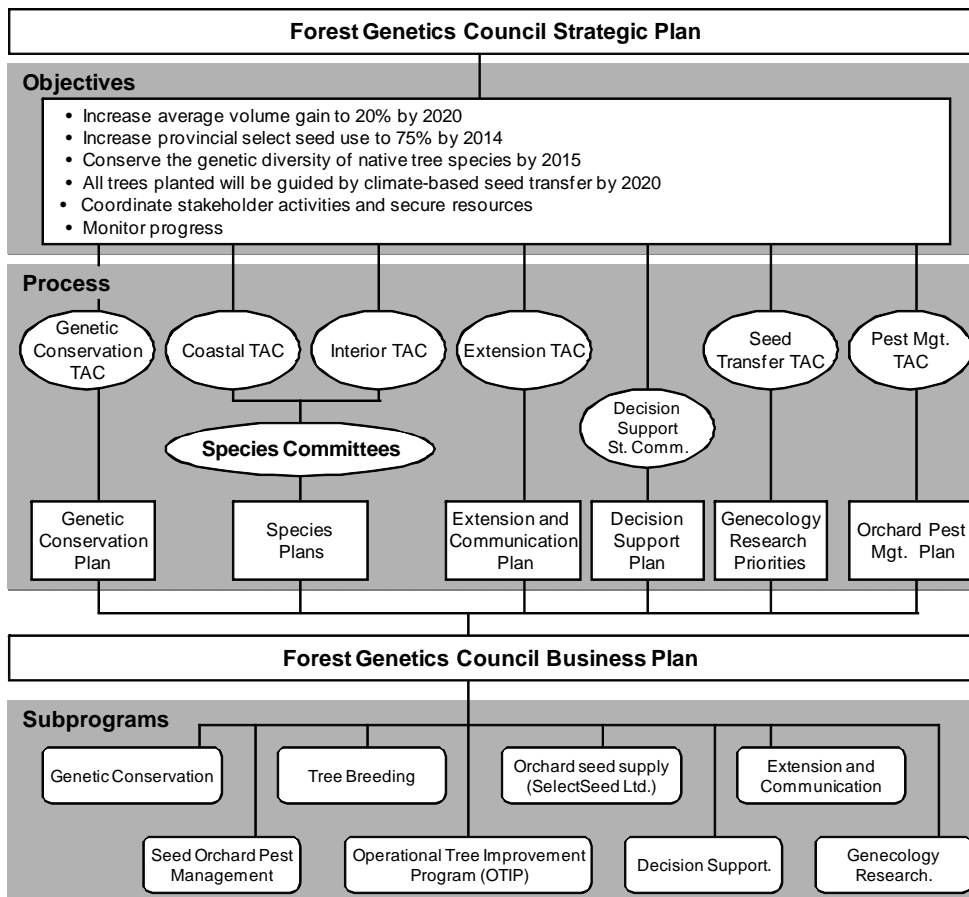 Forest Genetics Council Strategic Plan
Objectives
• Increase average volume gain to 20% by 2020
• Increase provincial select seed use to 75% by 2014
• Conserve the genetic diversity of native tree species by 2015
• All trees planted will be guided by climate-based seed transfer by 2020
• Coordinate stakeholder activities and secure resources
• Monitor progress
Process
Genetic
Conservation
TAC
Coastal TAC
Interior TAC
Extension TAC
Seed
Transfer TAC
Pest Mgt.
TAC
Decision
Support
St. Comm.
Species Committees
Genetic
Conservation
Plan
Species
Plans
Extension and
Communication
Plan
Decision
Support
Plan
Genecology
Research
Priorities
Orchard Pest
Mgt. Plan
Forest Genetics Council Business Plan
Subprograms
Genetic Conservation
Tree Breeding
Orchard seed supply
(SelectSeed Ltd.)
Extension and
Communication
Seed Orchard Pest
Management
Operational Tree Improvement
Program (OTIP)
Decision Support.
Genecology
Research.